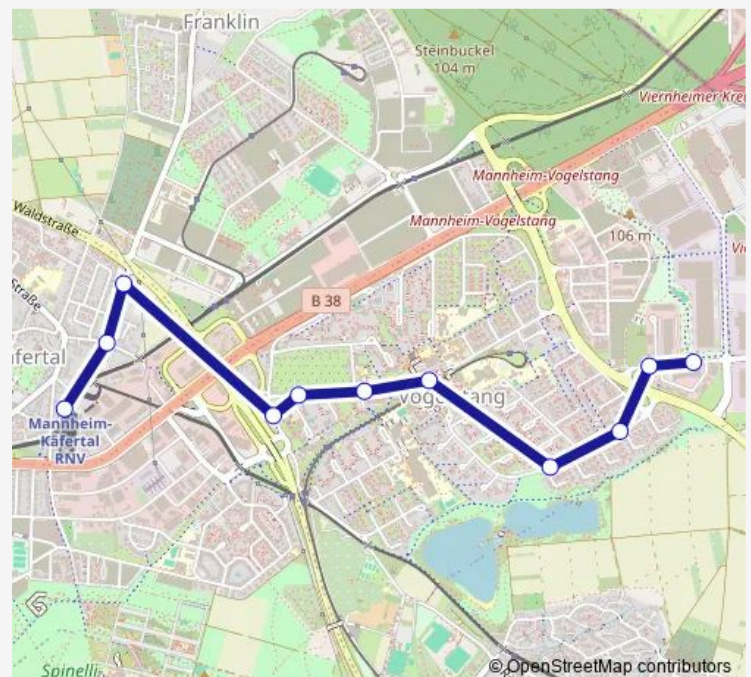 Franklin
Steinbuckel
104 m
Viernheimer Kre
Mannheim-Vogelstang
Waldstraße
Mannheim-Vogelstang
106 m
Straße
B 38
äfertal
Vogelstang
Mannheim-
Käfertal
RNV
Spinelli-
© OpenStreetMap contributors